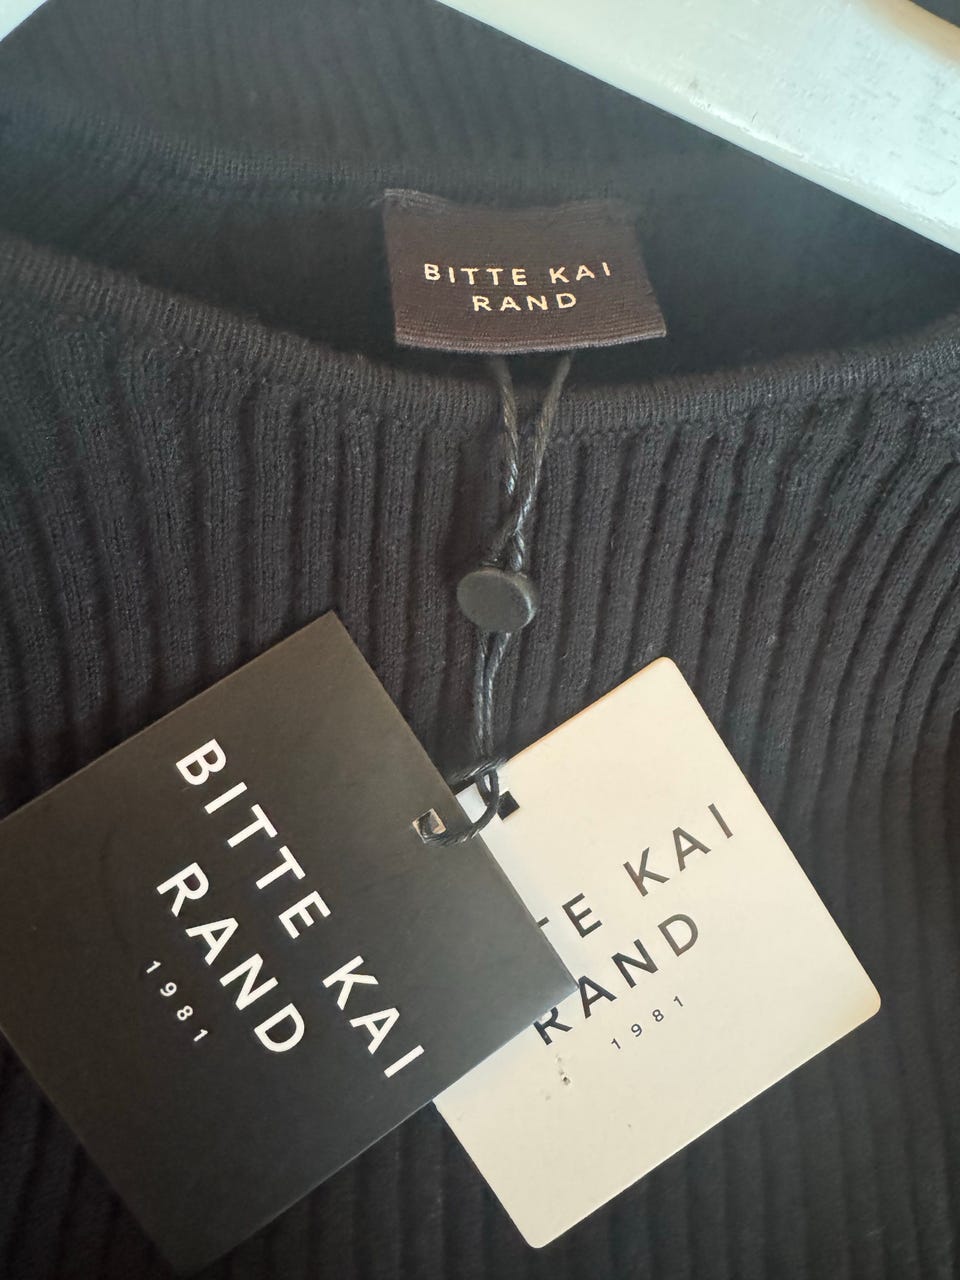 BITTE KAI
RAND
BITTE KAI
RAND
1981
TE KAI
RAND
1981